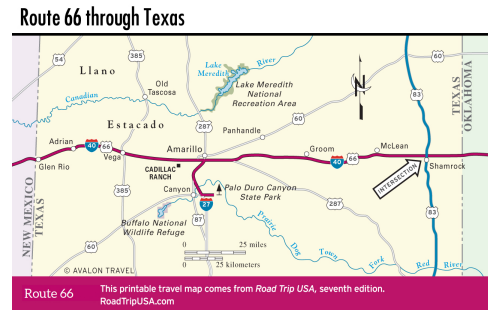 Route 66 through Texas
54
385
Llano
Old
Tascosa
Lake
Meredith
River
Lake Meredith
National
Recreation Area
Canadian
60
83
TEXAS
OKLAHOMA
Estacado
287
Panhandle
60
Adrian
40
66
Vega
Amarillo
Groom
40
66
McLean
Glen Rio
CADILLAC
RANCH
Shamrock
INTERSECTION
Canyon
27
Palo Duro Canyon
State Park
385
87
287
83
NEW MEXICO
TEXAS
Buffalo National
Wildlife Refuge
Prairie
Dog
Town
Fork
Red
River
60
0
25 miles
0
25 kilometers
© AVALON TRAVEL
Route 66
This printable travel map comes from Road Trip USA, seventh edition.
RoadTripUSA.com